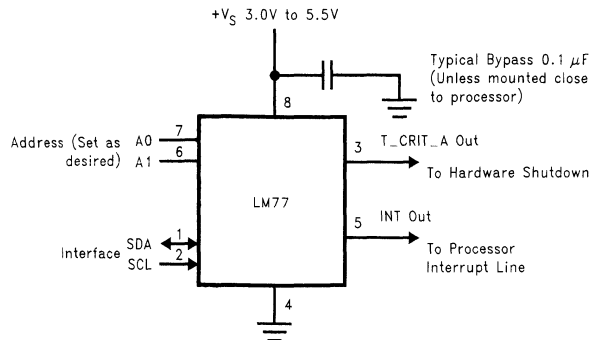 +VS 3.0V to 5.5V
Typical Bypass 0.1 μF
(Unless mounted close
to processor)
8
Address (Set as
desired)
A0
7
A1
6
3
T_CRIT_A Out
To Hardware Shutdown
LM77
5
INT Out
To Processor
Interrupt Line
Interface
SDA
1
SCL
2
4